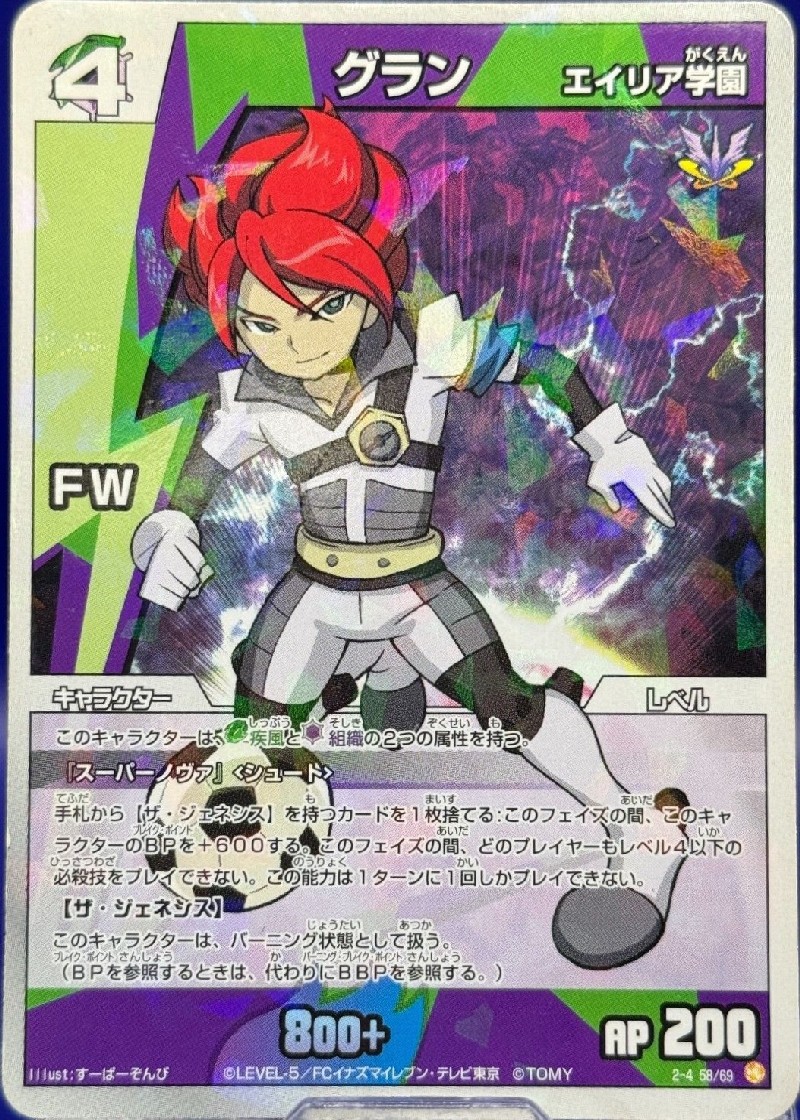 4
グラン
がくえん
エイリア学園
FW
キャラクター
レベル
しっぷう そしき ぞくせい も
このキャラクターは、疾風と組織の2つの属性を持つ。
『スーパーノヴァ』<シュート>
てふだ も まいす あいだ
手札から【ザ・ジェネシス】を持つカードを1枚捨てる:このフェイズの間、このキャ
ブレイク・ポイント あいだ いか
ラクターのBPを+600する。このフェイズの間、どのプレイヤーもレベル4以下の
ひっさつわざ のうりょく かい
必殺技をプレイできない。この能力は1ターンに1回しかプレイできない。
【ザ・ジェネシス】
じょうたい あつか
このキャラクターは、バーニング状態として扱う。
ブレイク・ポイント さんしょう か バーニング・ブレイク・ポイント さんしょう
(BPを参照するときは、代わりにBBPを参照する。)
800+
AP 200
Illust:すーぱーぞんび
©LEVEL-5/FCイナズマイレブン・テレビ東京 ©TOMY
2-4 58/69